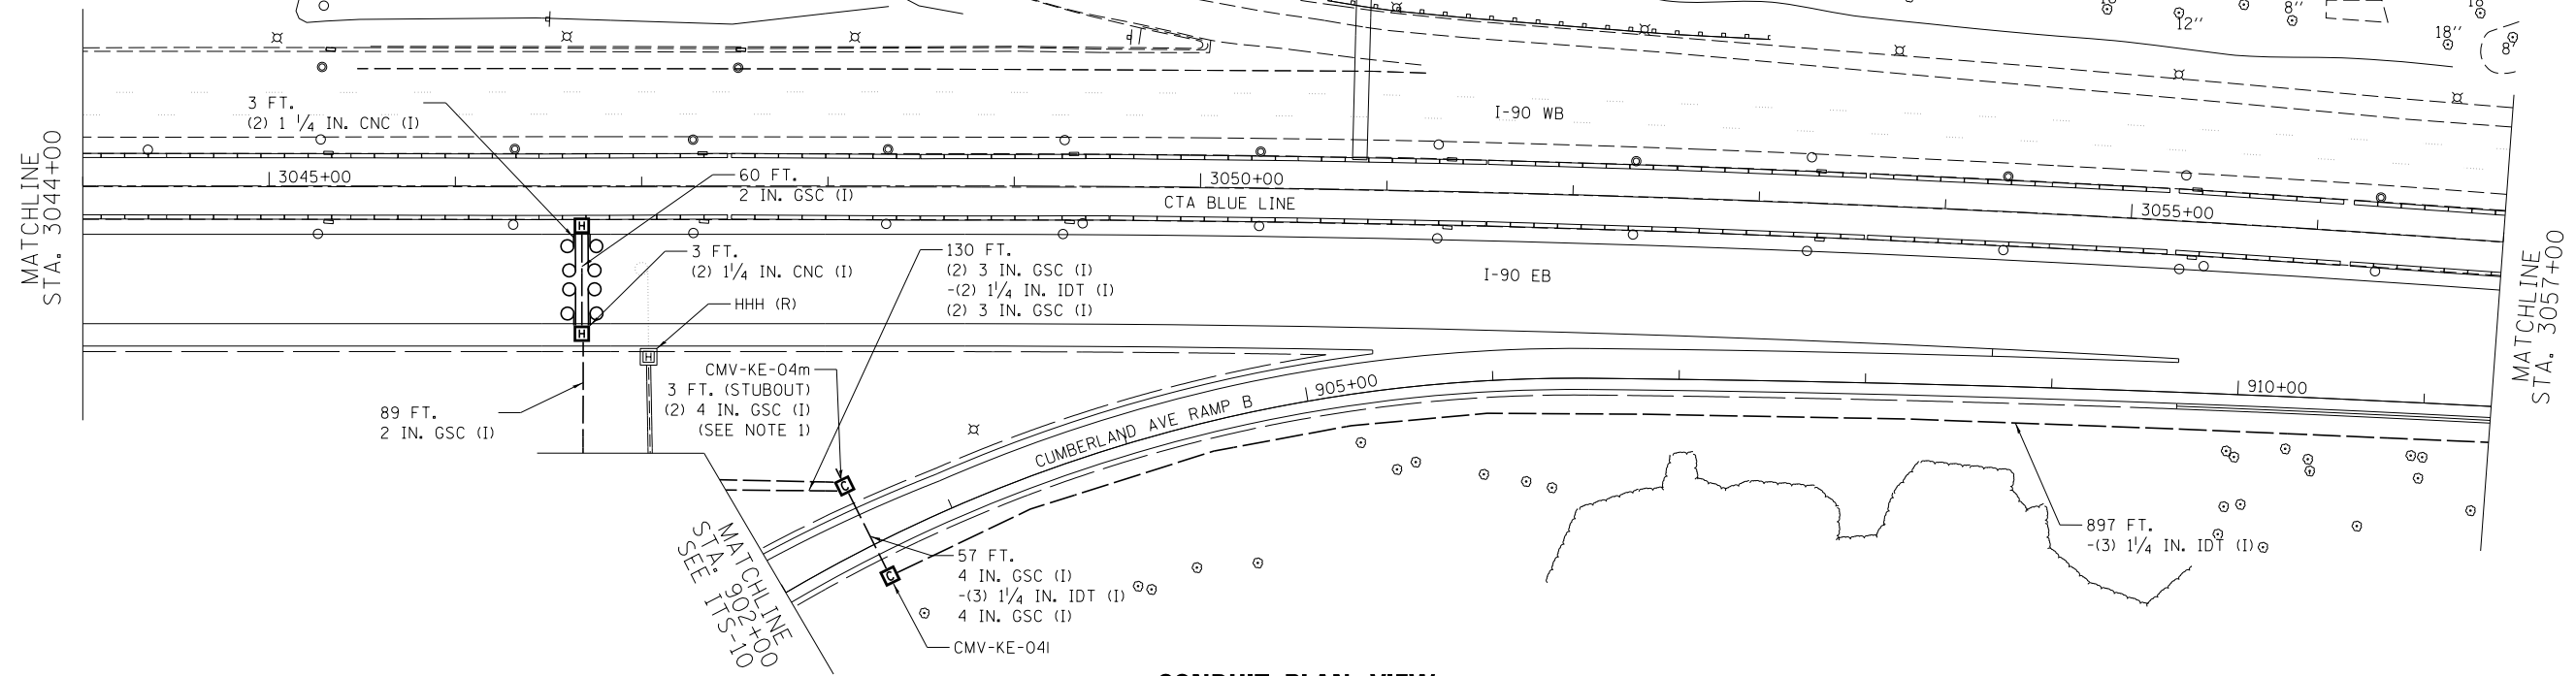 12''
8''
18
18''
8'
MATCHLINE
STA. 3044+00
3 FT.
(2) 1 1/4 IN. CNC (I)
I-90 WB
3045+00
60 FT.
2 IN. GSC (I)
3050+00
CTA BLUE LINE
3055+00
3 FT.
(2) 1 1/4 IN. CNC (I)
HHH (R)
130 FT.
(2) 3 IN. GSC (I)
-(2) 1 1/4 IN. IDT (I)
(2) 3 IN. GSC (I)
I-90 EB
MATCHLINE
STA. 3057+00
H
H
H
CMV-KE-04m
3 FT. (STUBOUT)
(2) 4 IN. GSC (I)
(SEE NOTE 1)
89 FT.
2 IN. GSC (I)
905+00
910+00
CUMBERLAND AVE RAMP B
C
C
MATCHLINE
STA. 902+00
SEE ITS-10
57 FT.
4 IN. GSC (I)
-(3) 1 1/4 IN. IDT (I)
4 IN. GSC (I)
CMV-KE-04l
897 FT.
-(3) 1 1/4 IN. IDT (I)
CONDUIT PLAN VIEW